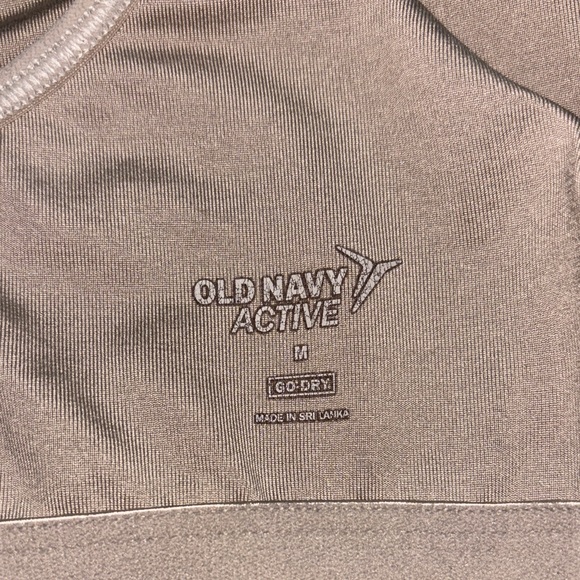 OLD NAVY
ACTIVE
M
GO-DRY
MADE IN SRI LANKA